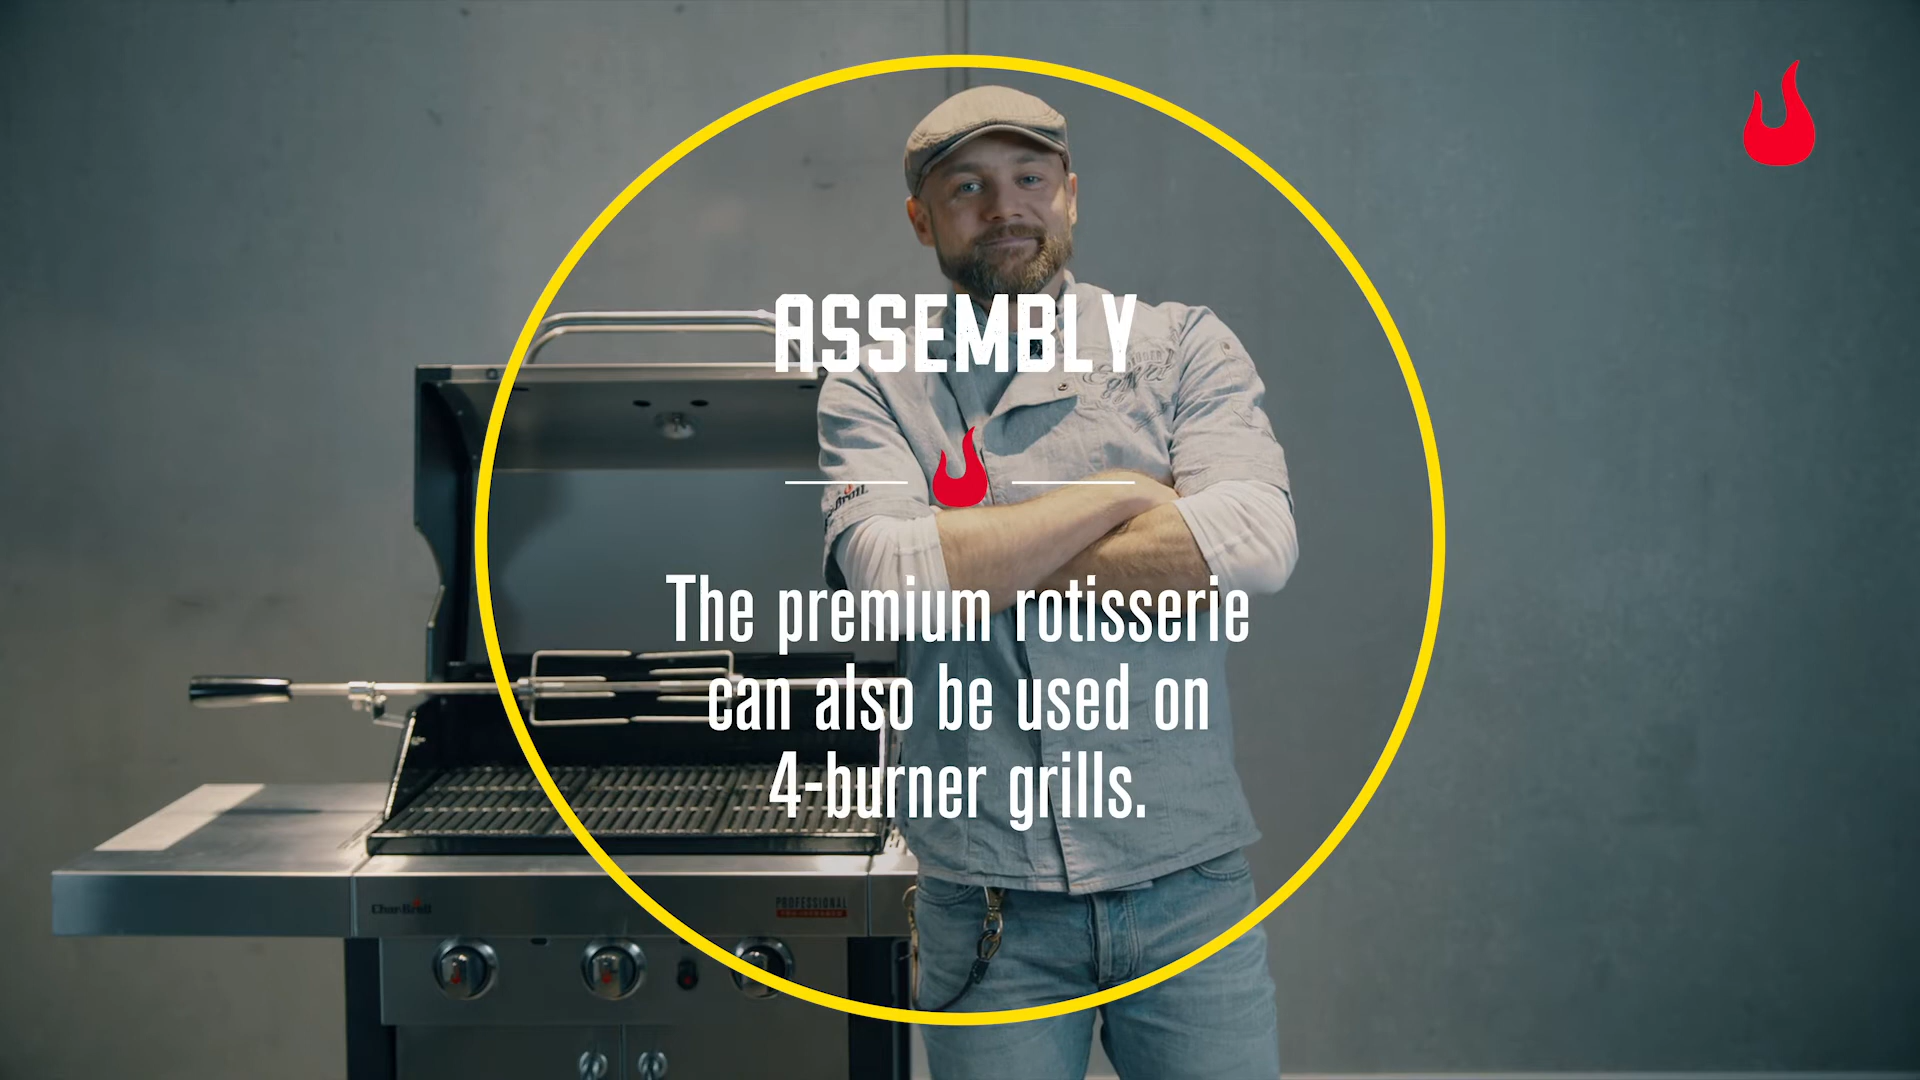 ASSEMBLY
The premium rotisserie
can also be used on
4-burner grills.
Char-Broil
PROFESSIONAL